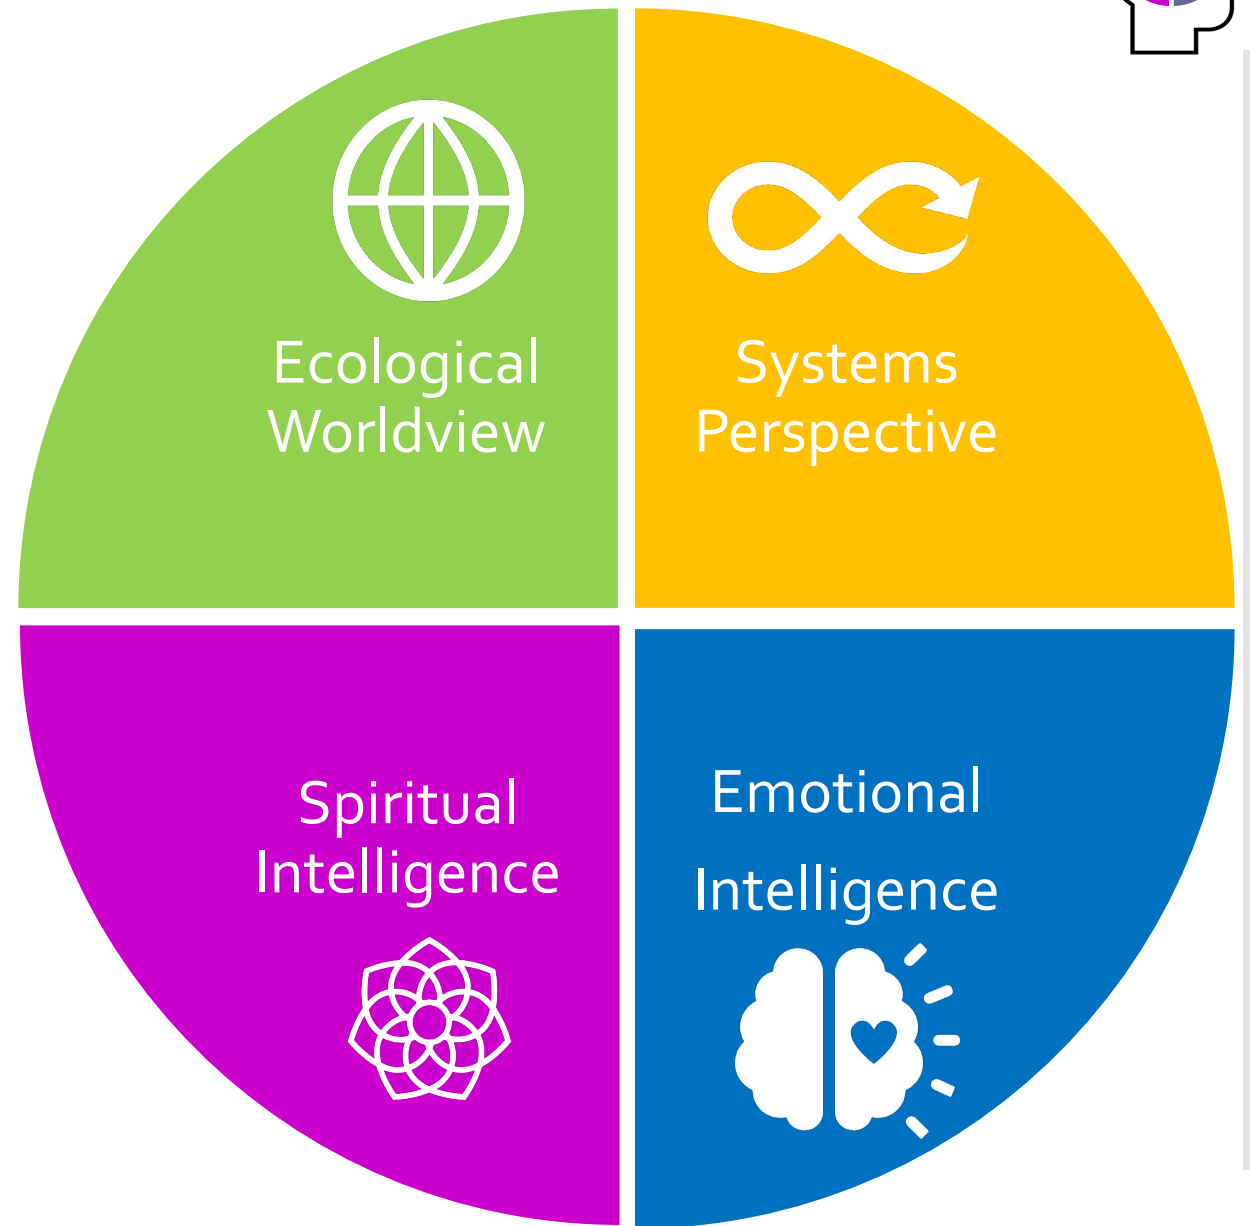 Ecological
Worldview
Systems
Perspective
Spiritual
Intelligence
Emotional
Intelligence